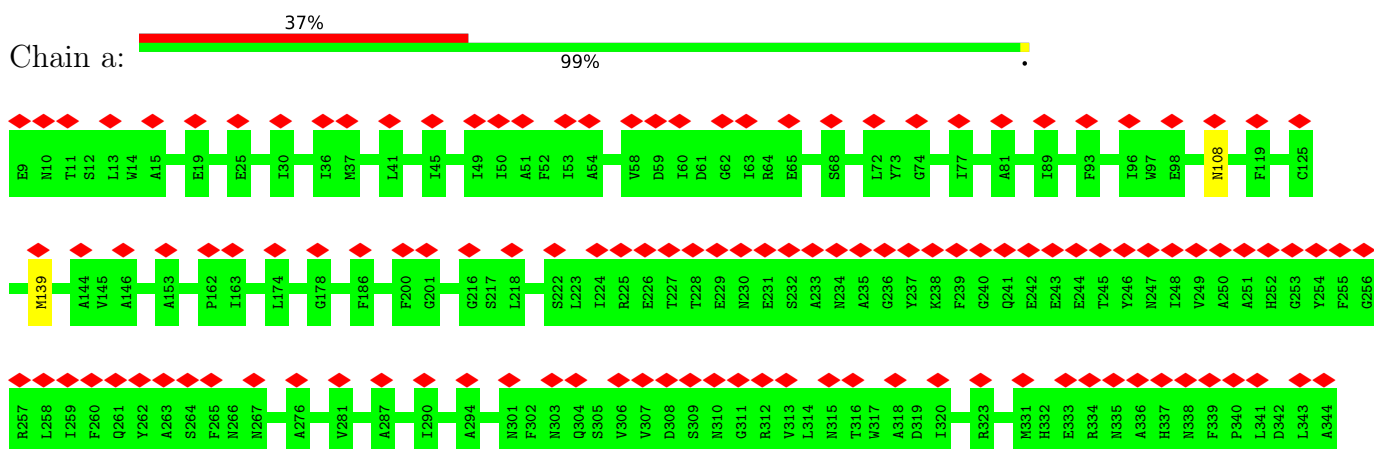 37%
Chain a:
99%
.
E9 N10 T11 S12 L13 W14 A15 E19 E25 I30 I36 M37 L41 I45 I49 I50 A51 F52 I53 A54 V58 D59 I60 D61 G62 I63 R64 E65 S68 L72 Y73 G74 I77 A81 I89 F93 I96 W97 E98 N108 F119 C125
M139 A144 V145 A146 A153 P162 I163 L174 G178 F186 F200 G201 G216 S217 L218 S222 L223 I224 R225 E226 T227 T228 E229 N230 E231 S232 A233 N234 A235 G236 Y237 K238 F239 G240 Q241 E242 E243 E244 T245 Y246 N247 I248 V249 A250 A251 H252 G253 Y254 F255 G256
R257 L258 I259 F260 Q261 Y262 A263 S264 F265 N266 N267 A276 V281 A287 I290 A294 N301 F302 N303 Q304 S305 V306 V307 D308 S309 N310 G311 R312 V313 L314 N315 T316 W317 A318 D319 I320 R323 M331 H332 E333 R334 N335 A336 H337 N338 F339 P340 L341 D342 L343 A344